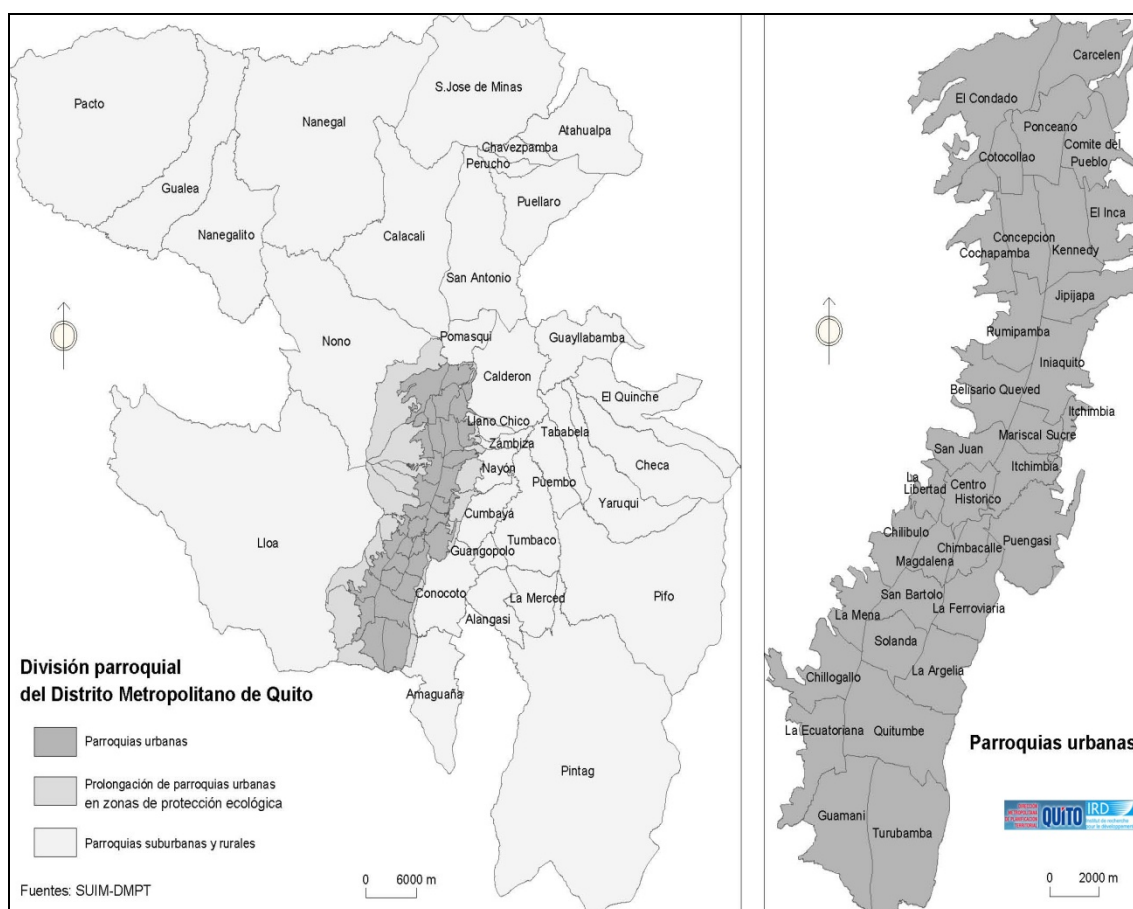 Pacto
Nanegal
S.Jose de Minas
Atahualpa
Chavezpamba
Perucho
Gualea
Puellaro
Nanegalito
Calacali
San Antonio
Nono
Pomasqui
Guayllabamba
Calderon
El Quinche
Llano Chico
Tababela
Zámbiza
Checa
Nayón
Puembo
Yaruqui
Cumbayá
Lloa
Tumbaco
Guangopolo
Conocoto
La Merced
Pifo
Alangasi
Amaguaña
Pintag
División parroquial
del Distrito Metropolitano de Quito
Parroquias urbanas
Prolongación de parroquias urbanas
en zonas de protección ecológica
Parroquias suburbanas y rurales
Fuentes: SUIM-DMPT
0 6000 m
Carcelen
El Condado
Ponceano
Comite del
Pueblo
Cotocollao
El Inca
Concepcion
Cochapamba
Kennedy
Jipijapa
Rumipamba
Iniaquito
Belisario Queved
Itchimbia
Mariscal Sucre
San Juan
Itchimbia
La
Libertad
Centro
Historico
Chilibulo
Puengasi
Chimbacalle
Magdalena
San Bartolo
La Ferroviaria
La Mena
Solanda
La Argelia
Chillogallo
La Ecuatoriana
Quitumbe
Parroquias urbanas
Guamani
Turubamba
QUITO
IRD
0 2000 m